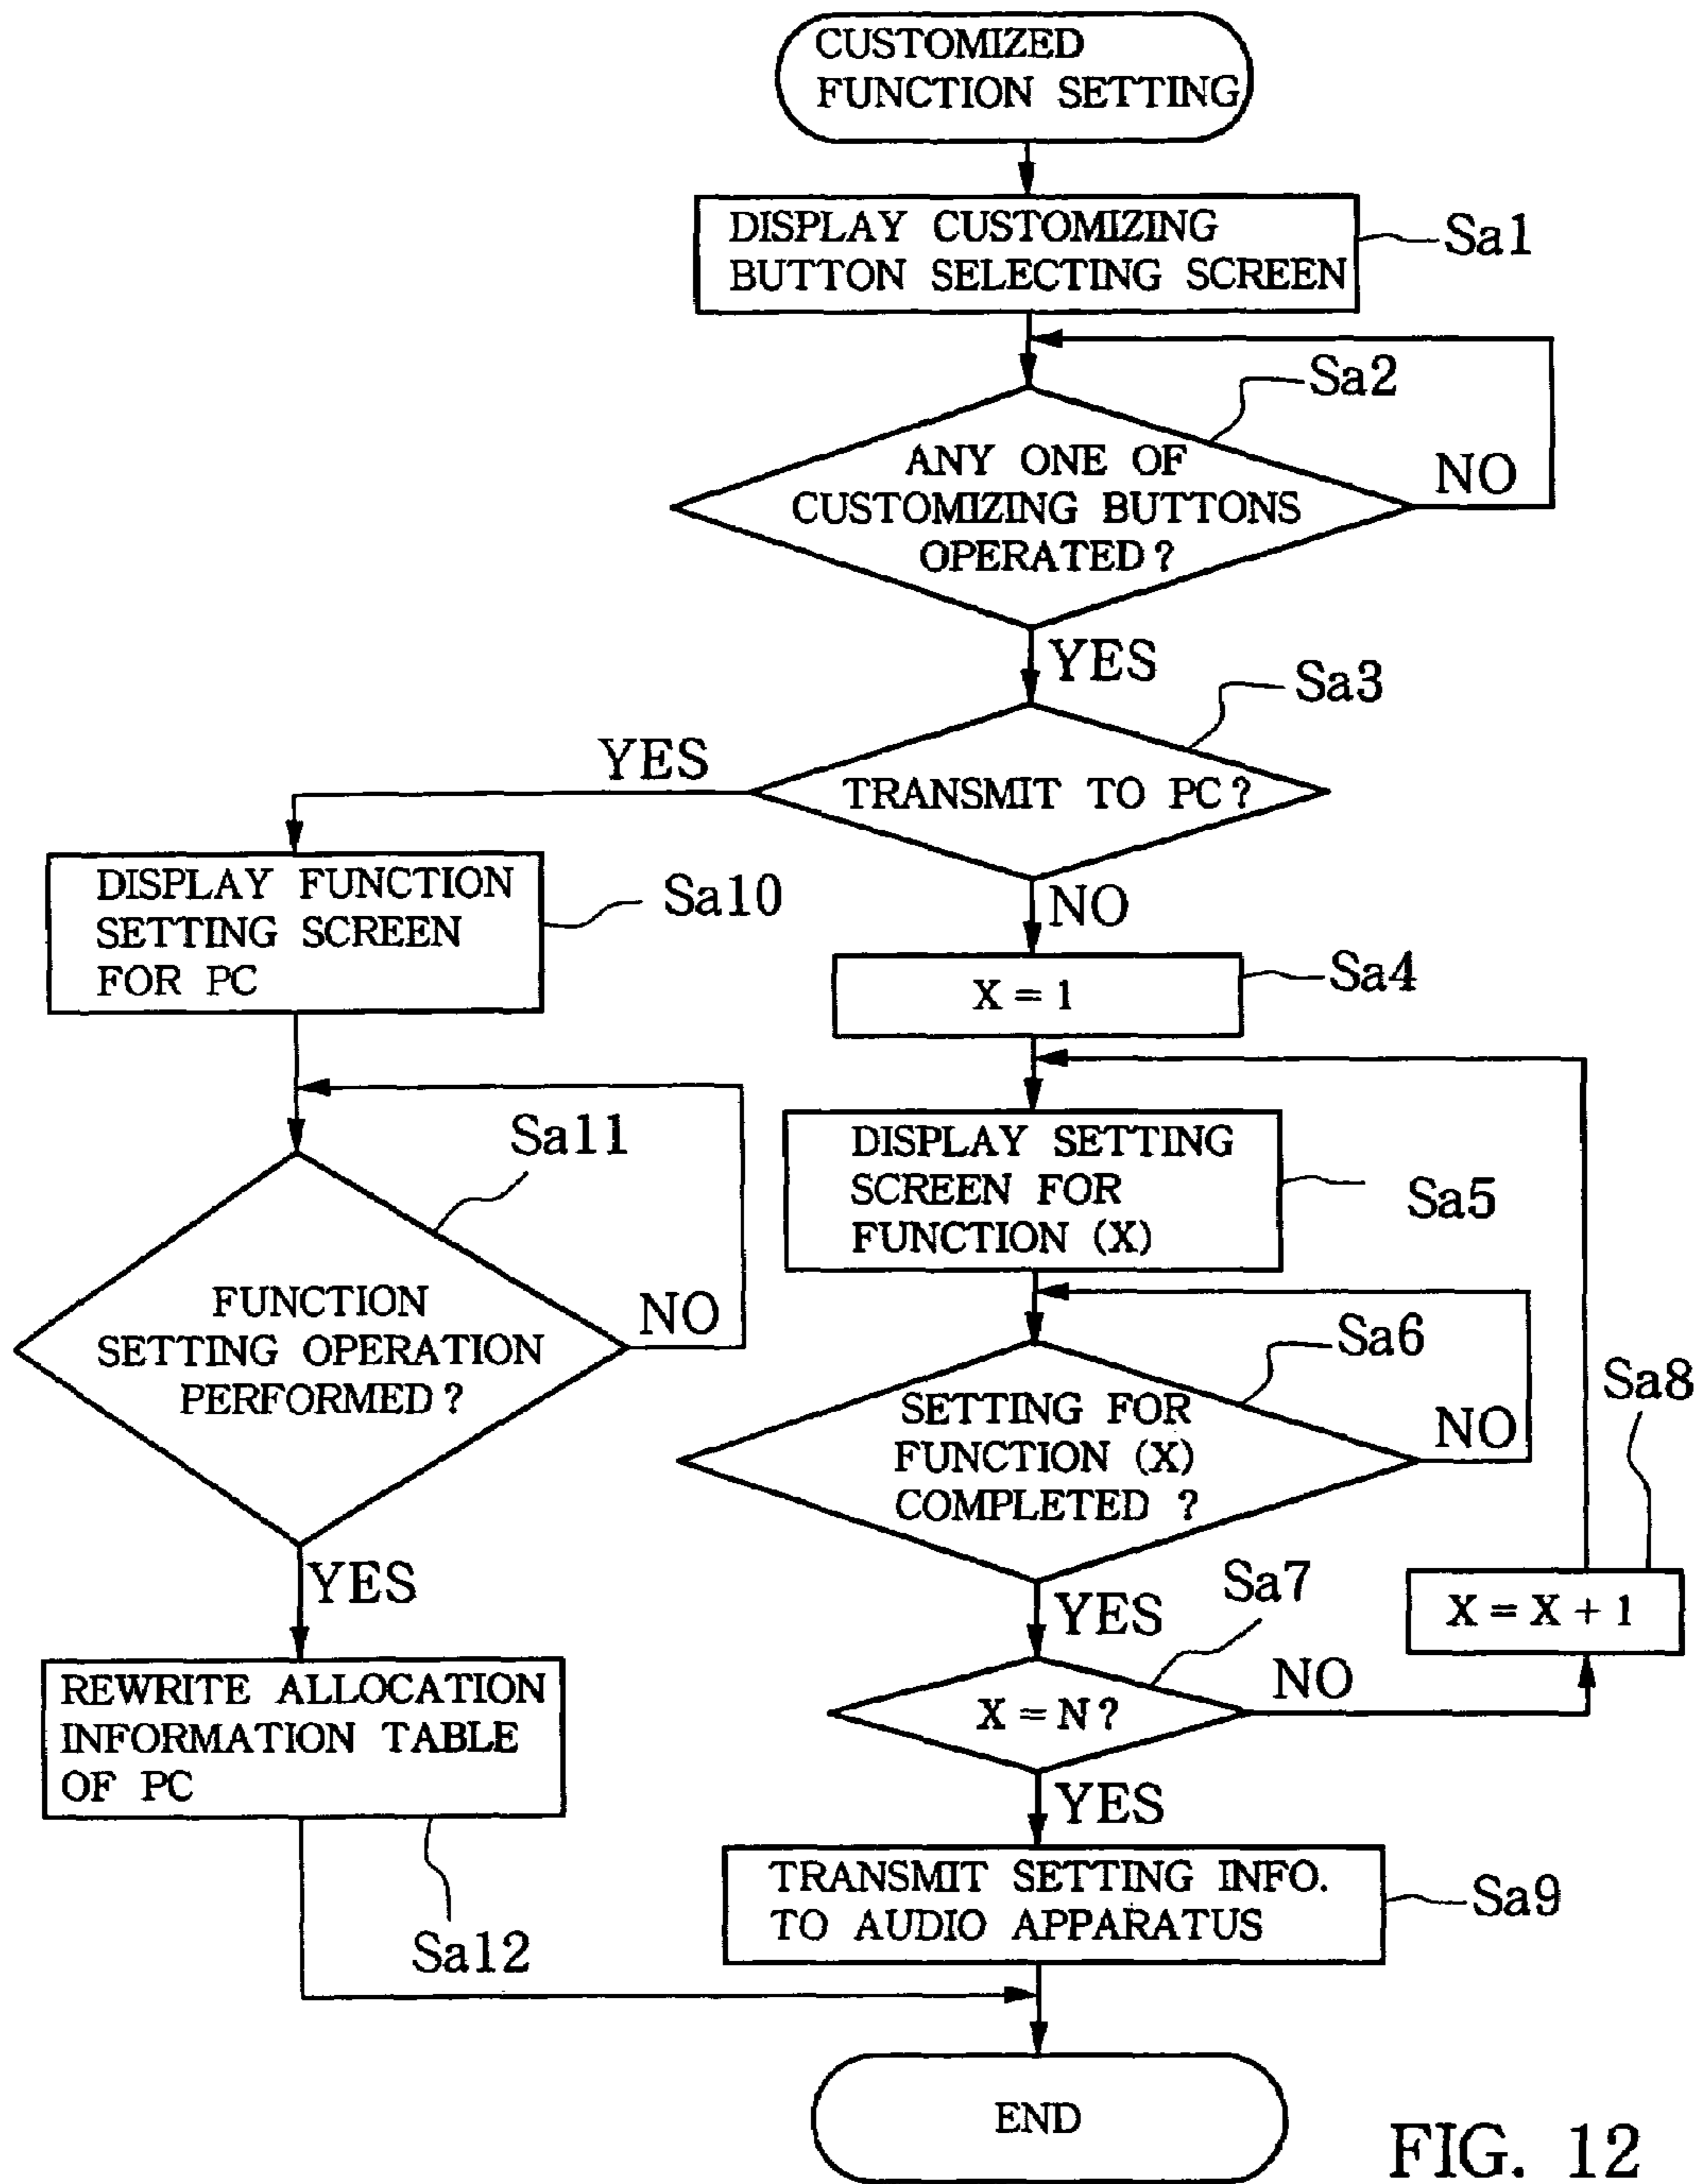 CUSTOMIZED
FUNCTION SETTING
DISPLAY CUSTOMIZING
BUTTON SELECTING SCREEN
Sa1
Sa2
ANY ONE OF
CUSTOMIZING BUTTONS
OPERATED?
NO
YES
Sa3
YES
TRANSMIT TO PC?
NO
DISPLAY FUNCTION
SETTING SCREEN
FOR PC
Sa10
X = 1
Sa4
Sa11
FUNCTION
SETTING OPERATION
PERFORMED?
NO
YES
DISPLAY SETTING
SCREEN FOR
FUNCTION (X)
Sa5
Sa6
SETTING FOR
FUNCTION (X)
COMPLETED ?
NO
YES
Sa8
X = X + 1
Sa7
X = N?
NO
YES
REWRITE ALLOCATION
INFORMATION TABLE
OF PC
Sa12
TRANSMIT SETTING INFO.
TO AUDIO APPARATUS
Sa9
END
FIG. 12